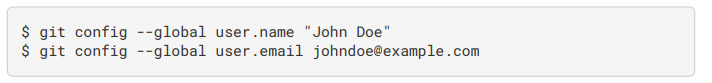 $ git config --global user.name "John Doe"
$ git config --global user.email johndoe@example.com